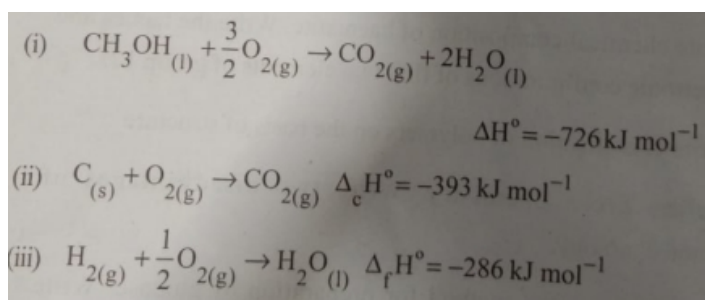 (i) CH₃OH₍ₗ₎ + 3/2 O₂₍g₎ → CO₂₍g₎ + 2H₂O₍ₗ₎
ΔH° = –726 kJ mol⁻¹
(ii) C₍s₎ + O₂₍g₎ → CO₂₍g₎ Δ꜀H° = –393 kJ mol⁻¹
(iii) H₂₍g₎ + 1/2 O₂₍g₎ → H₂O₍ₗ₎ ΔfH° = –286 kJ mol⁻¹